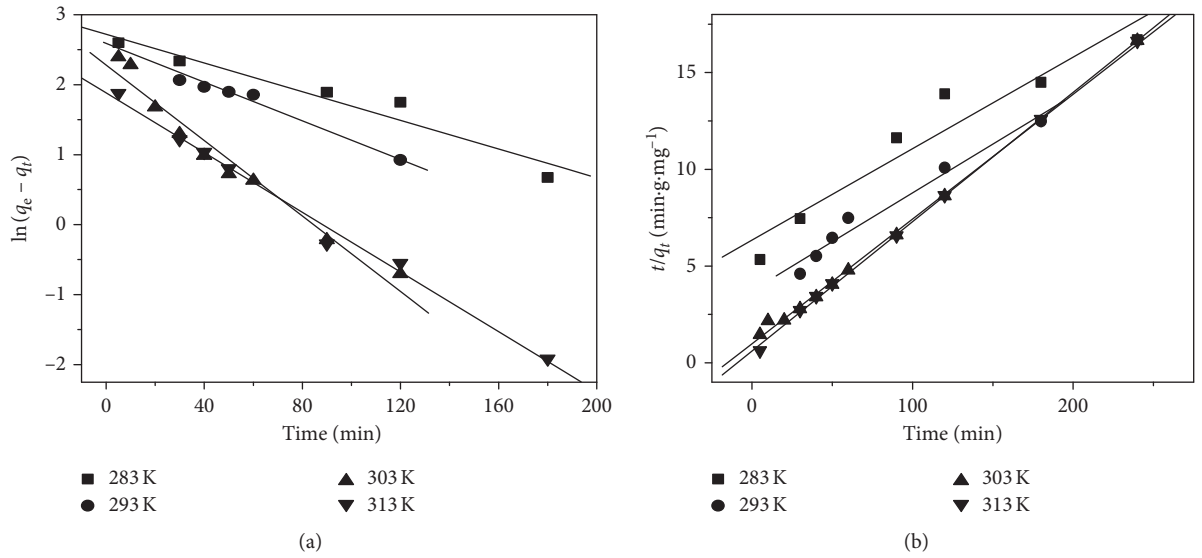 3
2
1
0
−1
−2
ln (qe − qt)
0 40 80 120 160 200
Time (min)
283 K
293 K
303 K
313 K
(a)
15
10
5
0
t/qt (min·g·mg−1)
0 100 200
Time (min)
283 K
293 K
303 K
313 K
(b)